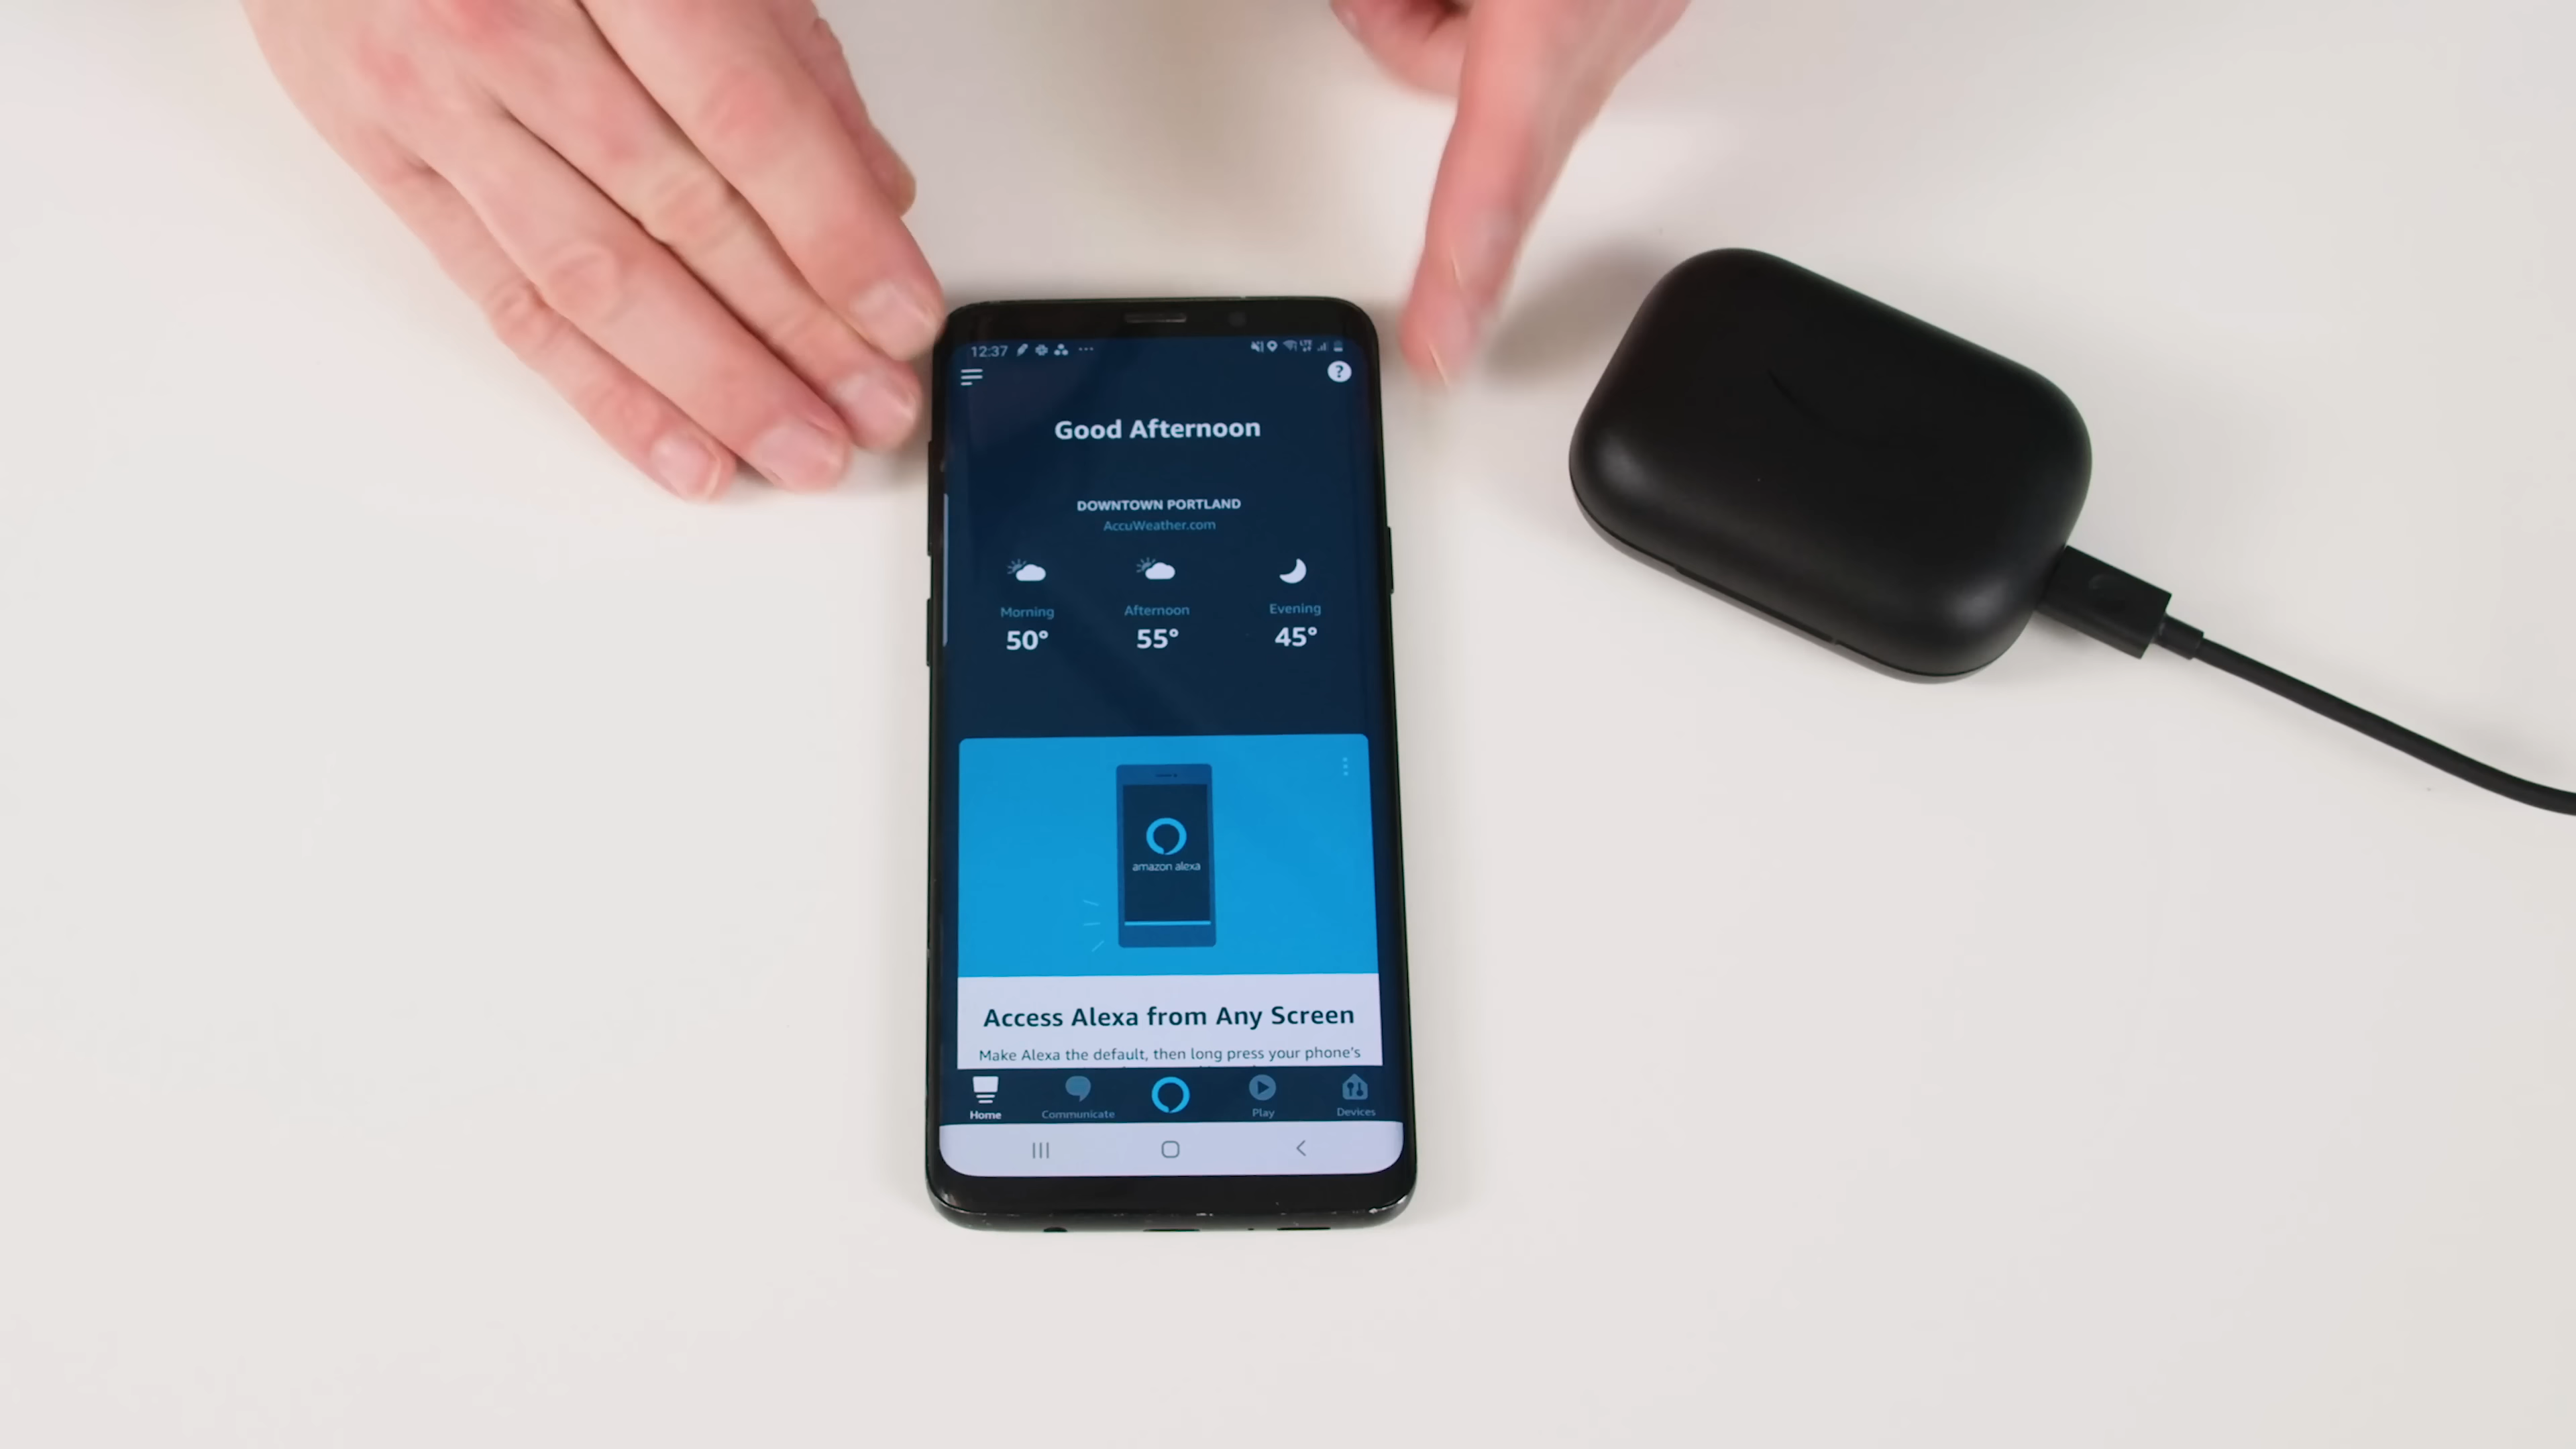 12:37
Good Afternoon
DOWNTOWN PORTLAND
AccuWeather.com
Morning Afternoon Evening
50° 55° 45°
amazon alexa
Access Alexa from Any Screen
Make Alexa the default, then long press your phone's
Home Communicate Play Devices